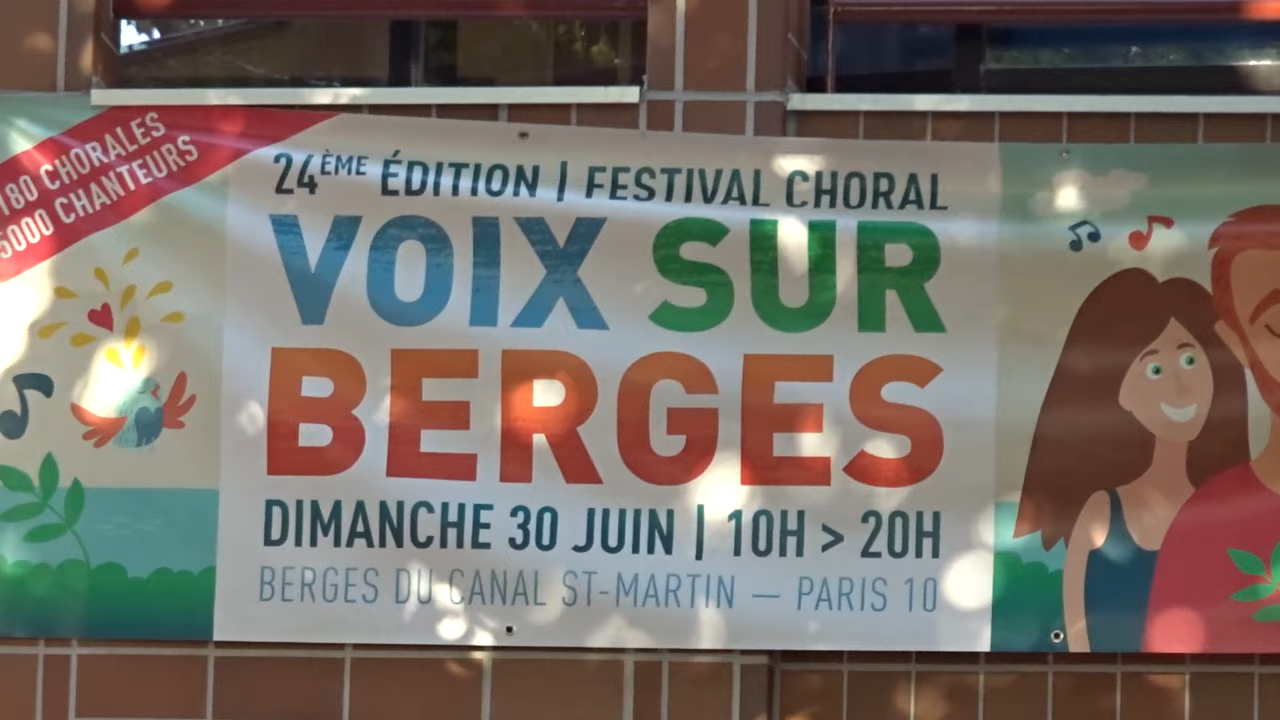 180 CHORALES
5000 CHANTEURS
24ÈME ÉDITION | FESTIVAL CHORAL
VOIX SUR
BERGES
DIMANCHE 30 JUIN | 10H > 20H
BERGES DU CANAL ST-MARTIN — PARIS 10